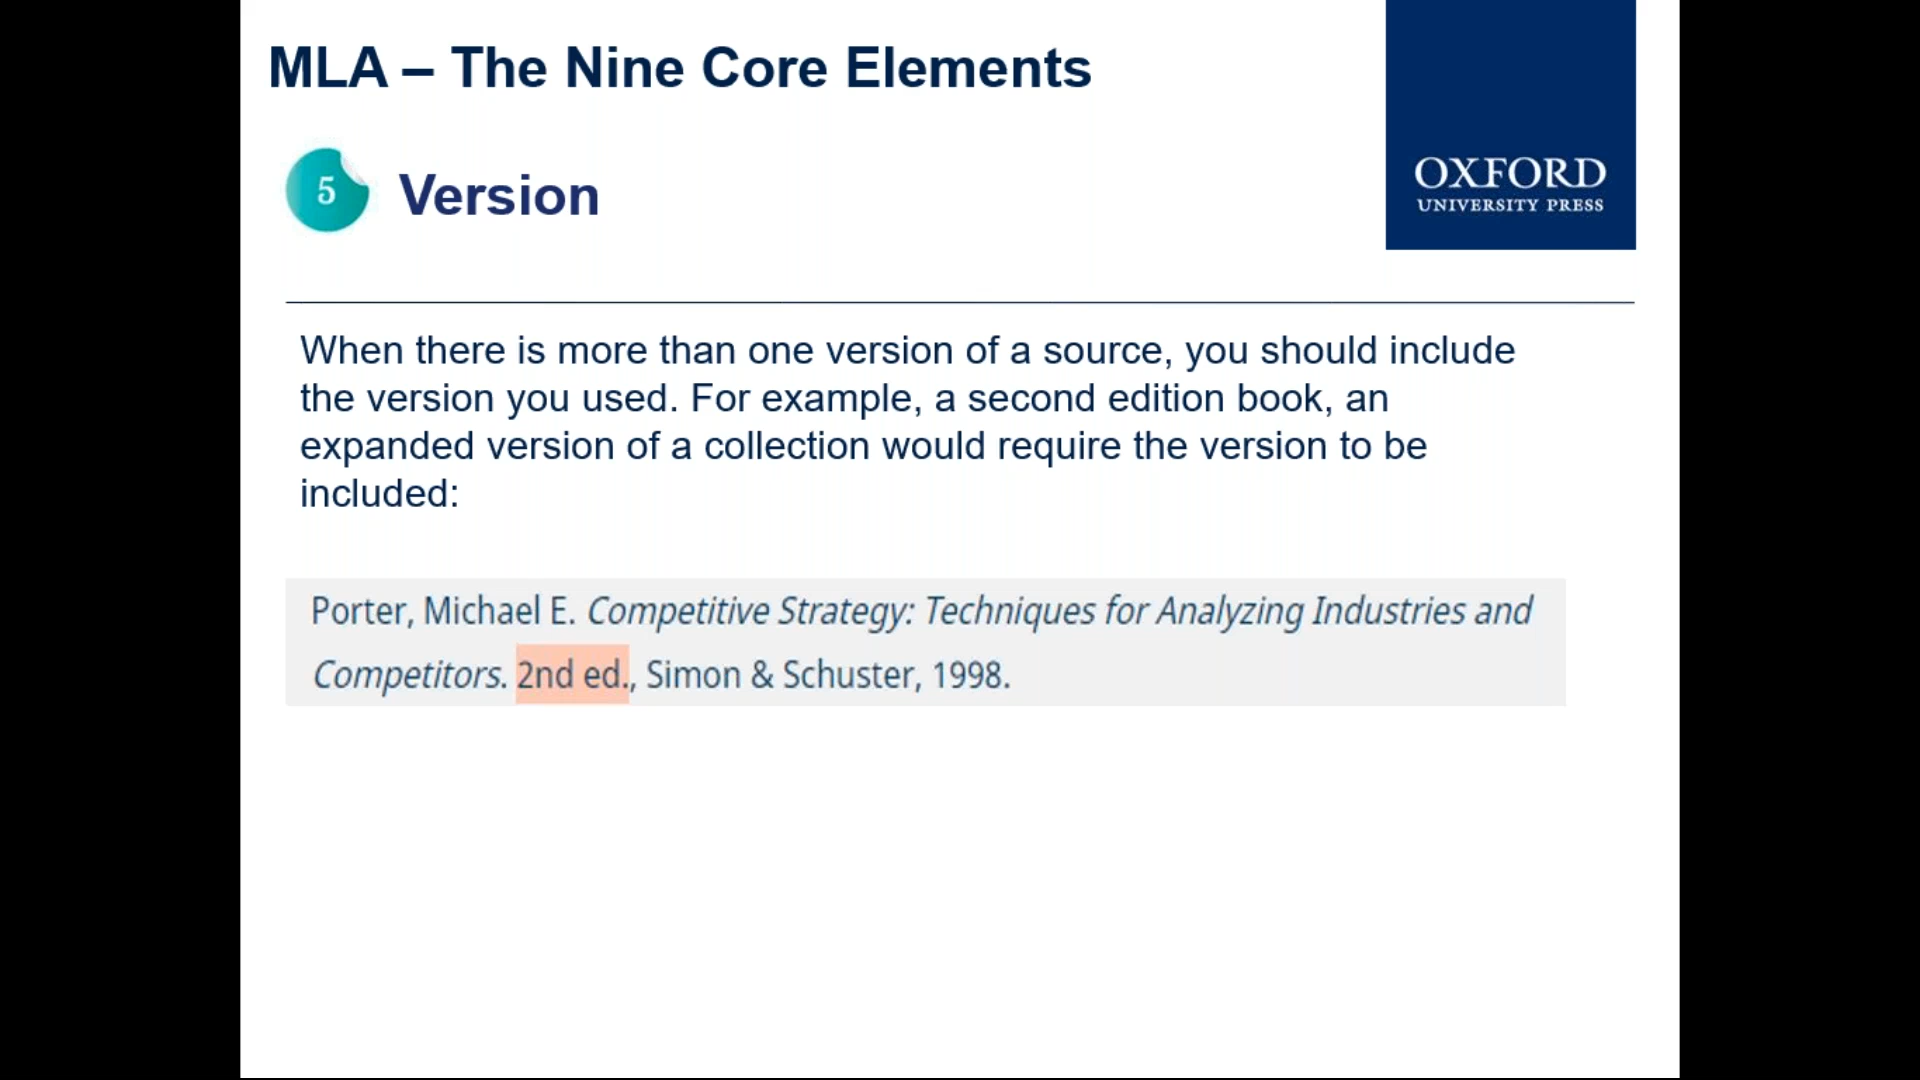 MLA – The Nine Core Elements
OXFORD
UNIVERSITY PRESS
5 Version
When there is more than one version of a source, you should include
the version you used. For example, a second edition book, an
expanded version of a collection would require the version to be
included:
Porter, Michael E. Competitive Strategy: Techniques for Analyzing Industries and
Competitors. 2nd ed., Simon & Schuster, 1998.